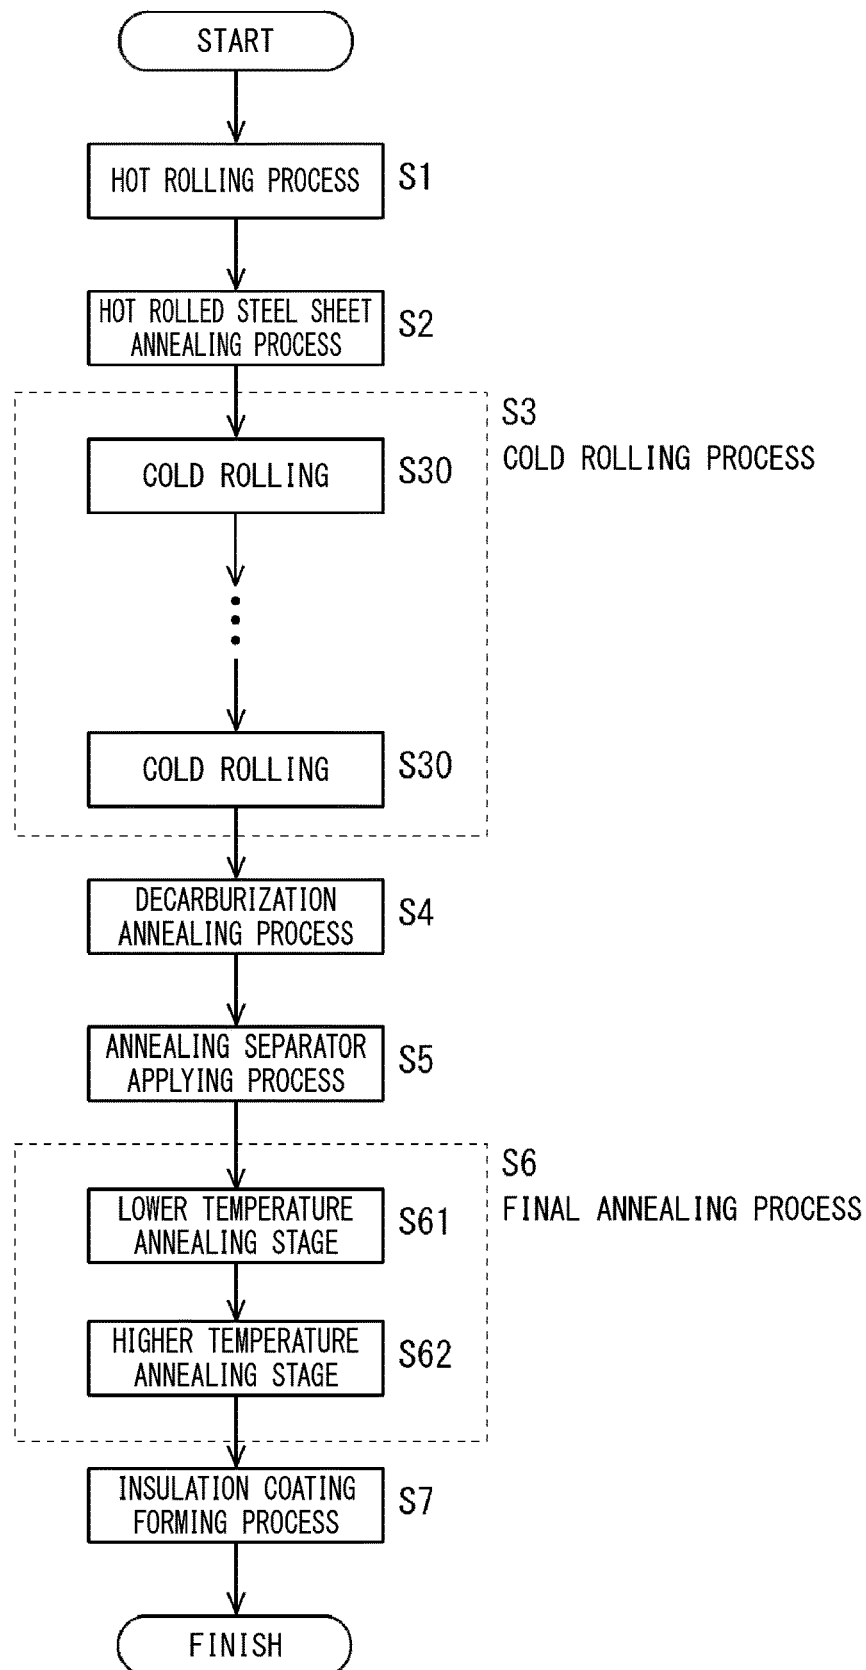 START
HOT ROLLING PROCESS
S1
HOT ROLLED STEEL SHEET
ANNEALING PROCESS
S2
S3
COLD ROLLING PROCESS
COLD ROLLING
S30
COLD ROLLING
S30
DECARBURIZATION
ANNEALING PROCESS
S4
ANNEALING SEPARATOR
APPLYING PROCESS
S5
S6
FINAL ANNEALING PROCESS
LOWER TEMPERATURE
ANNEALING STAGE
S61
HIGHER TEMPERATURE
ANNEALING STAGE
S62
INSULATION COATING
FORMING PROCESS
S7
FINISH